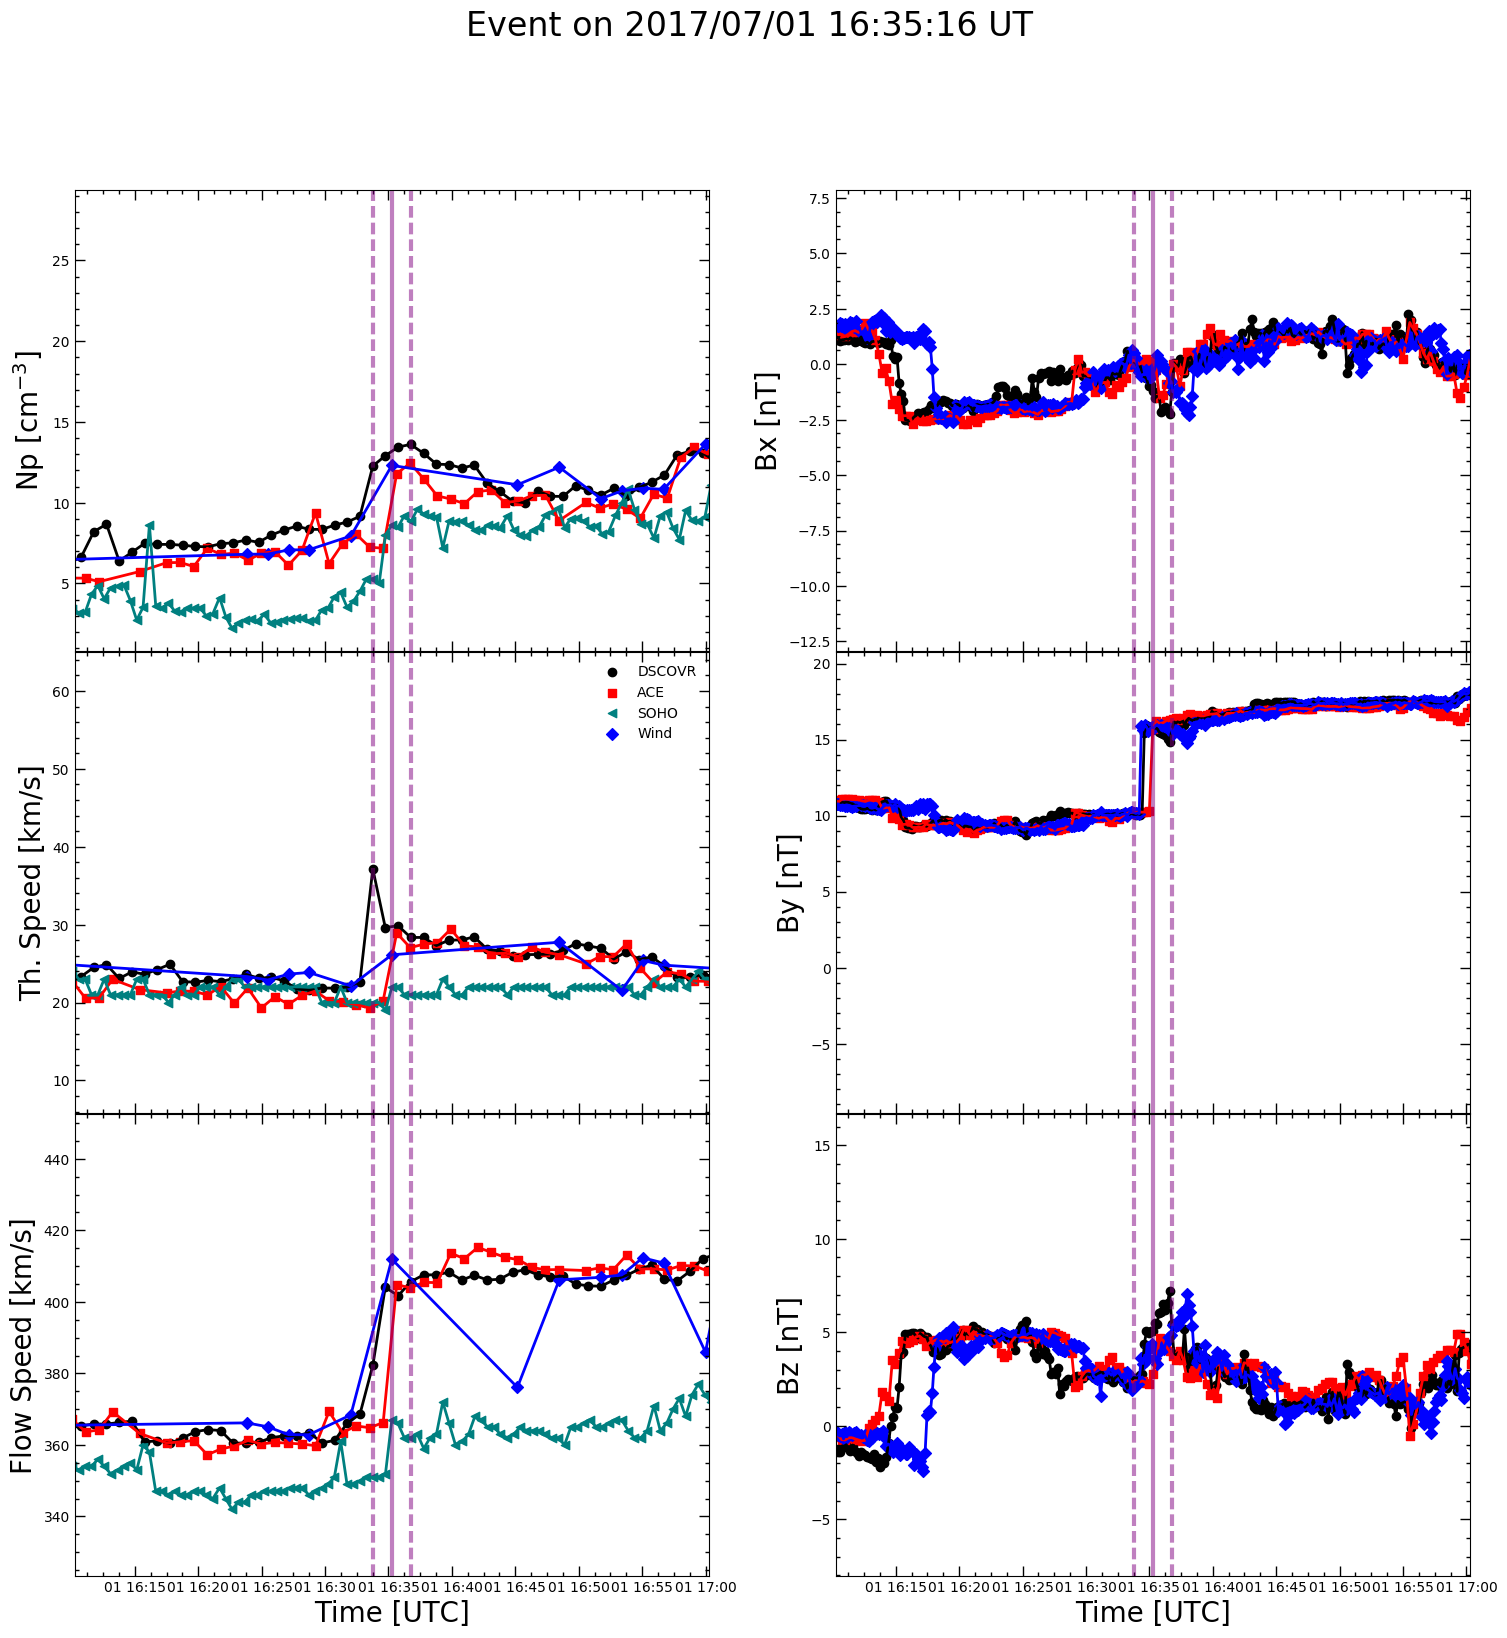 Event on 2017/07/01 16:35:16 UT
Np [cm⁻³]
25
20
15
10
5
Th. Speed [km/s]
60
50
40
30
20
10
DSCOVR
ACE
SOHO
Wind
Flow Speed [km/s]
440
420
400
380
360
340
01 16:15 01 16:20 01 16:25 01 16:30 01 16:35 01 16:40 01 16:45 01 16:50 01 16:55 01 17:00
Time [UTC]
Bx [nT]
7.5
5.0
2.5
0.0
−2.5
−5.0
−7.5
−10.0
−12.5
By [nT]
20
15
10
5
0
−5
Bz [nT]
15
10
5
0
−5
01 16:15 01 16:20 01 16:25 01 16:30 01 16:35 01 16:40 01 16:45 01 16:50 01 16:55 01 17:00
Time [UTC]